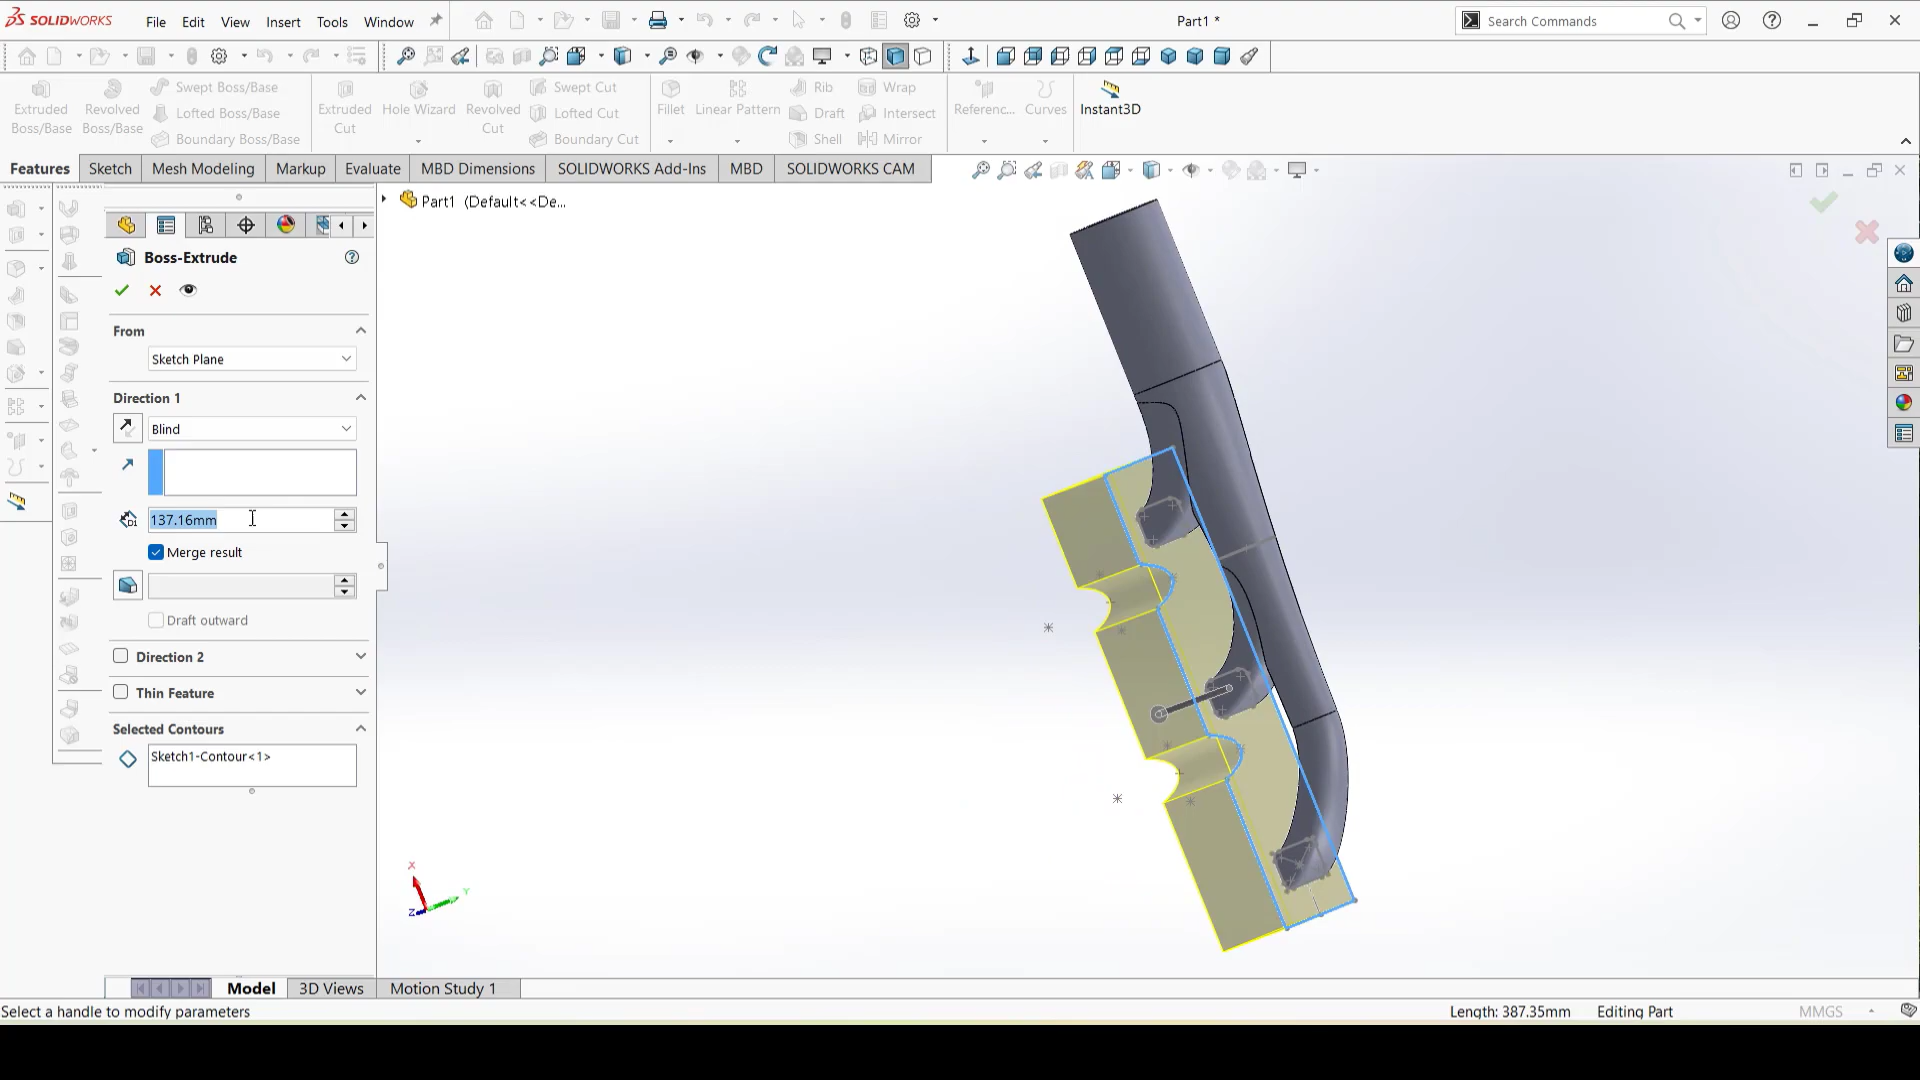 SOLIDWORKS File Edit View Insert Tools Window Part1 * Search Commands
Extruded Boss/Base
Revolved Boss/Base
Swept Boss/Base
Lofted Boss/Base
Boundary Boss/Base
Extruded Cut
Hole Wizard
Revolved Cut
Swept Cut
Lofted Cut
Boundary Cut
Fillet
Linear Pattern
Rib
Draft
Shell
Wrap
Intersect
Mirror
Referenc...
Curves
Instant3D
Features Sketch Mesh Modeling Markup Evaluate MBD Dimensions SOLIDWORKS Add-Ins MBD SOLIDWORKS CAM
Part1 (Default<<De...
Boss-Extrude
From
Sketch Plane
Direction 1
Blind
D1
137.16mm
Merge result
Draft outward
Direction 2
Thin Feature
Selected Contours
Sketch1-Contour<1>
X
Y
Z
Model 3D Views Motion Study 1
Select a handle to modify parameters Length: 387.35mm Editing Part MMGS